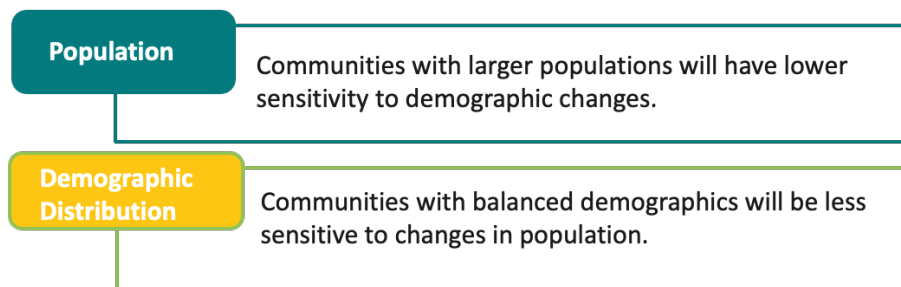 Population
Communities with larger populations will have lower
sensitivity to demographic changes.
Demographic
Distribution
Communities with balanced demographics will be less
sensitive to changes in population.